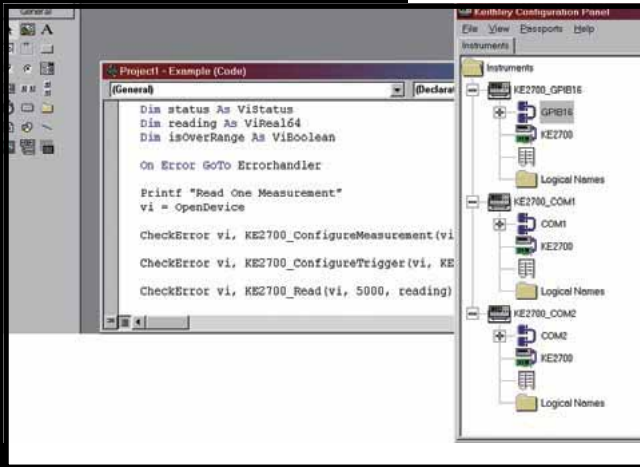 General
A
Project1 - Example (Code)
(General)
(Declarat
Dim status As ViStatus
Dim reading As ViReal64
Dim isOverRange As ViBoolean
On Error GoTo Errorhandler
Printf "Read One Measurement"
vi = OpenDevice
CheckError vi, KE2700_ConfigureMeasurement(vi
CheckError vi, KE2700_ConfigureTrigger(vi, KE
CheckError vi, KE2700_Read(vi, 5000, reading)
Keithley Configuration Panel
File View Passports Help
Instruments
Instruments
KE2700_GPIB16
GPIB16
KE2700
Logical Names
KE2700_COM1
COM1
KE2700
Logical Names
KE2700_COM2
COM2
KE2700
Logical Names